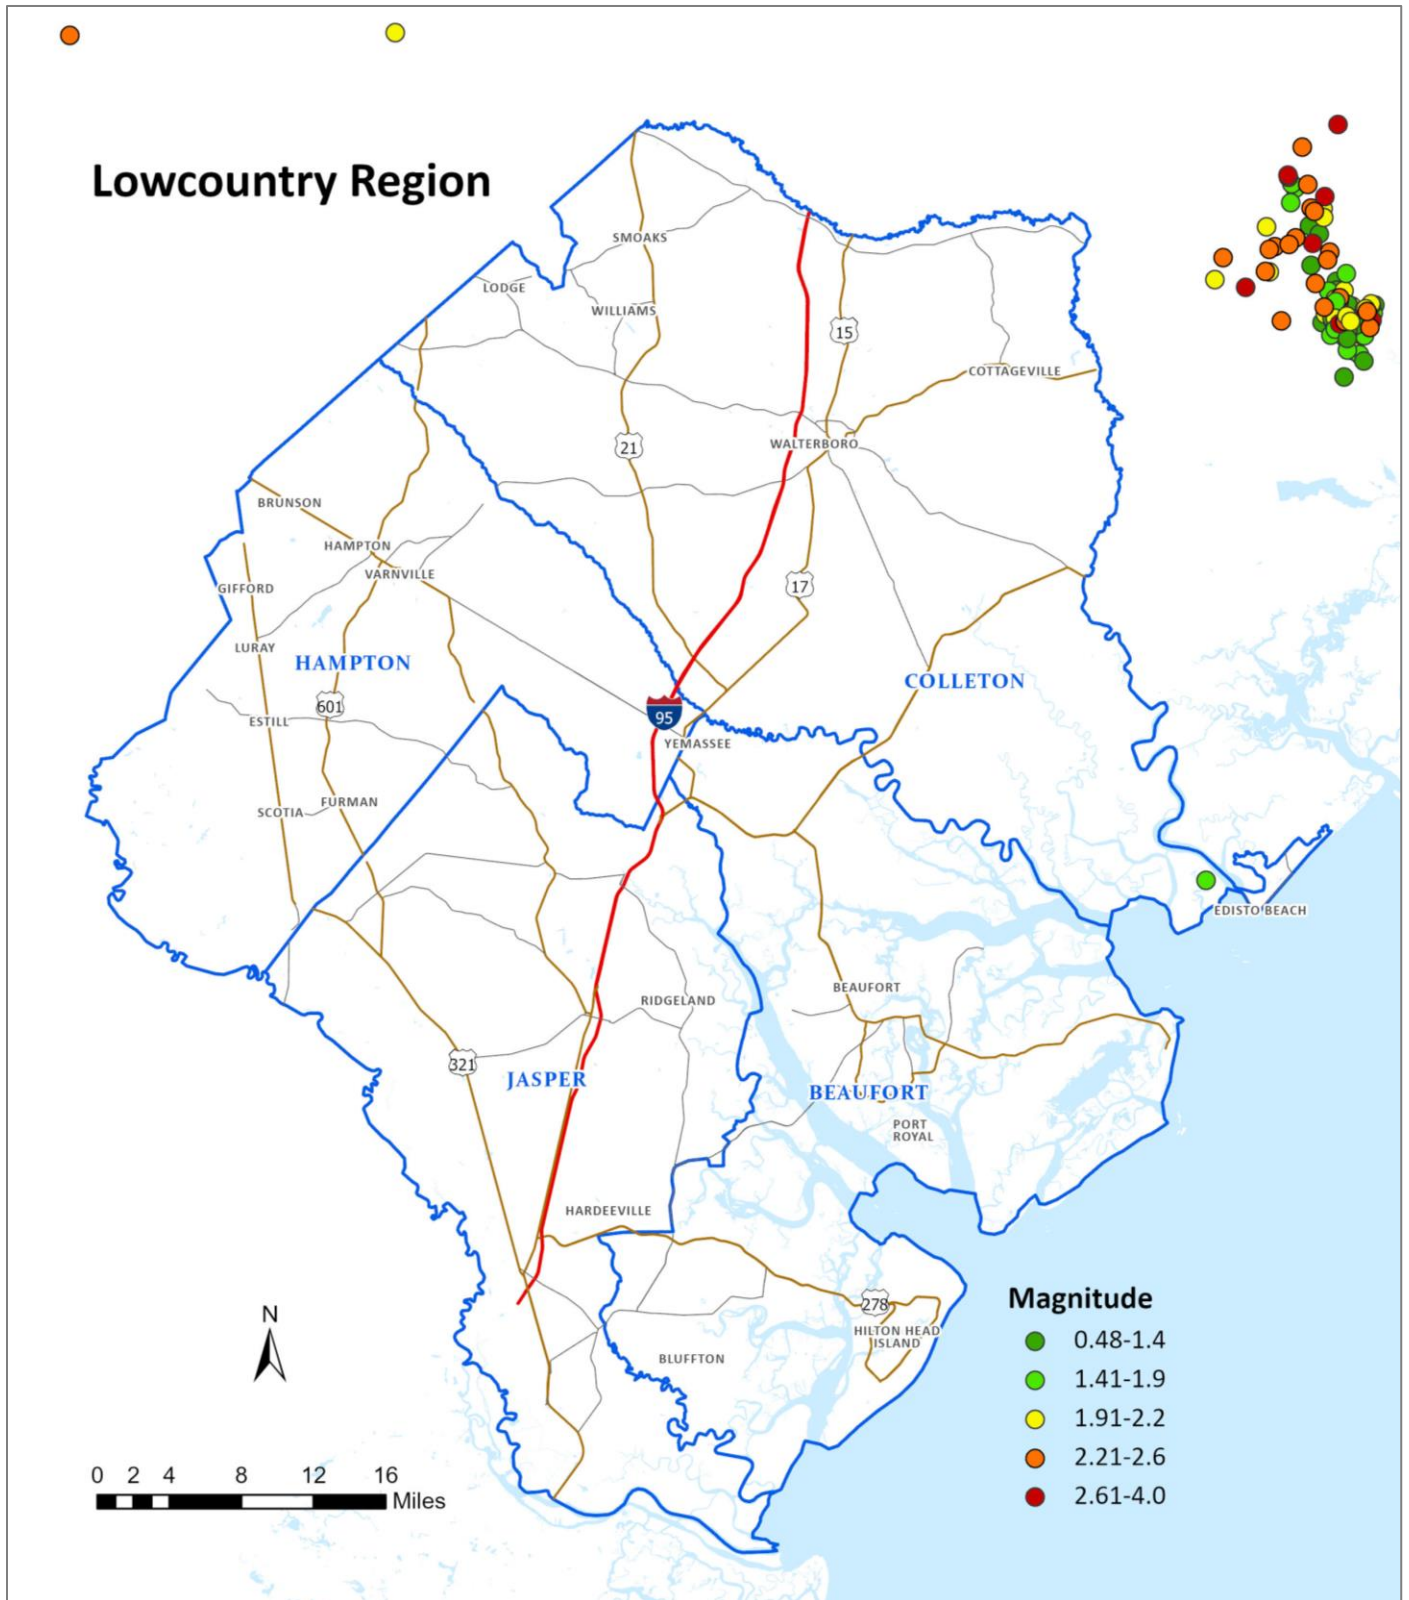 Lowcountry Region
SMOAKS
LODGE
WILLIAMS
15
COTTAGEVILLE
21
WALTERBORO
BRUNSON
HAMPTON
VARNVILLE
GIFFORD
17
LURAY
HAMPTON
COLLETON
601
ESTILL
95
YEMASSEE
SCOTIA
FURMAN
EDISTO BEACH
BEAUFORT
RIDGELAND
321
JASPER
BEAUFORT
PORT
ROYAL
HARDEEVILLE
278
HILTON HEAD
ISLAND
BLUFFTON
N
0 2 4 8 12 16
Miles
Magnitude
0.48-1.4
1.41-1.9
1.91-2.2
2.21-2.6
2.61-4.0